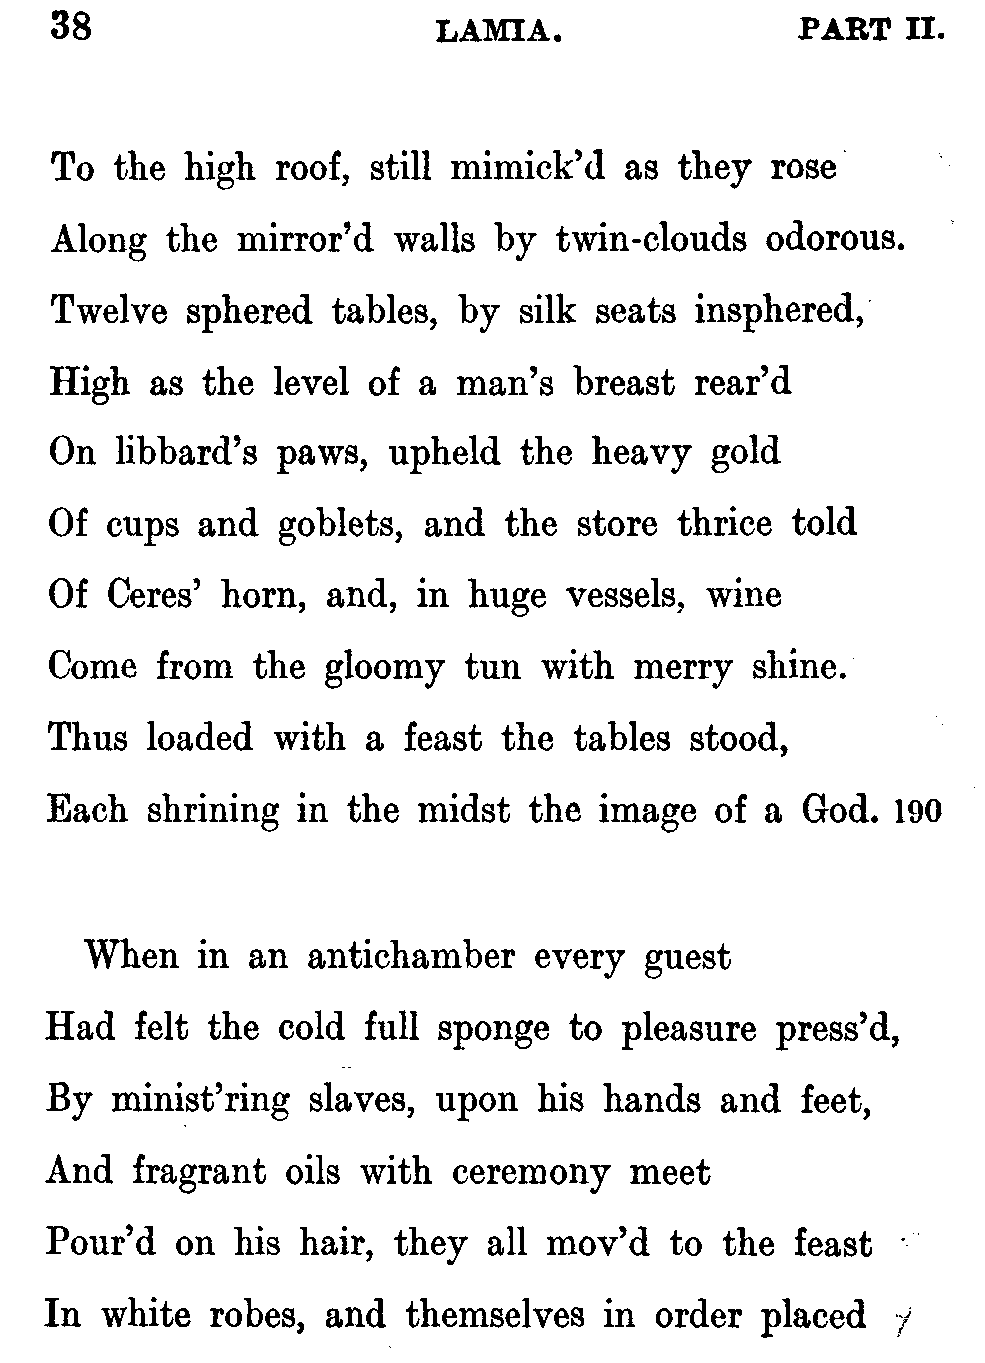 38 LAMIA. PART II.
To the high roof, still mimick'd as they rose
Along the mirror'd walls by twin-clouds odorous.
Twelve sphered tables, by silk seats insphered,
High as the level of a man's breast rear'd
On libbard's paws, upheld the heavy gold
Of cups and goblets, and the store thrice told
Of Ceres' horn, and, in huge vessels, wine
Come from the gloomy tun with merry shine.
Thus loaded with a feast the tables stood,
Each shrining in the midst the image of a God. 190
When in an antichamber every guest
Had felt the cold full sponge to pleasure press'd,
By minist'ring slaves, upon his hands and feet,
And fragrant oils with ceremony meet
Pour'd on his hair, they all mov'd to the feast
In white robes, and themselves in order placed